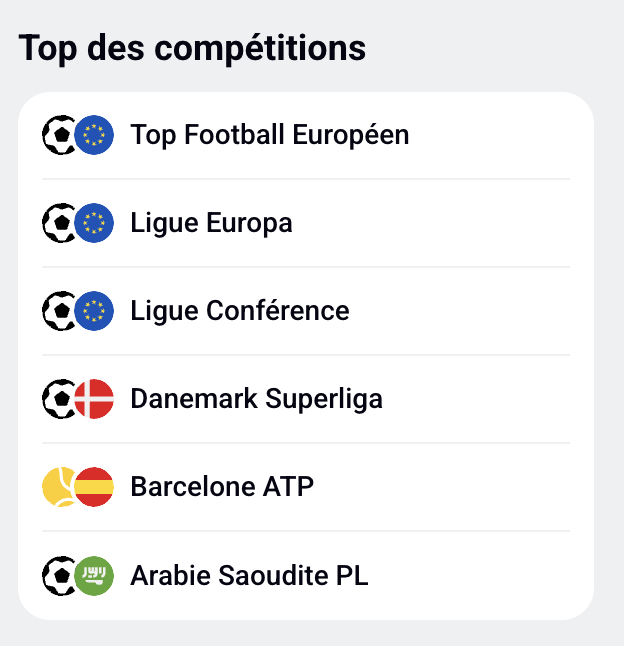 Top des compétitions
Top Football Européen
Ligue Europa
Ligue Conférence
Danemark Superliga
Barcelone ATP
Arabie Saoudite PL